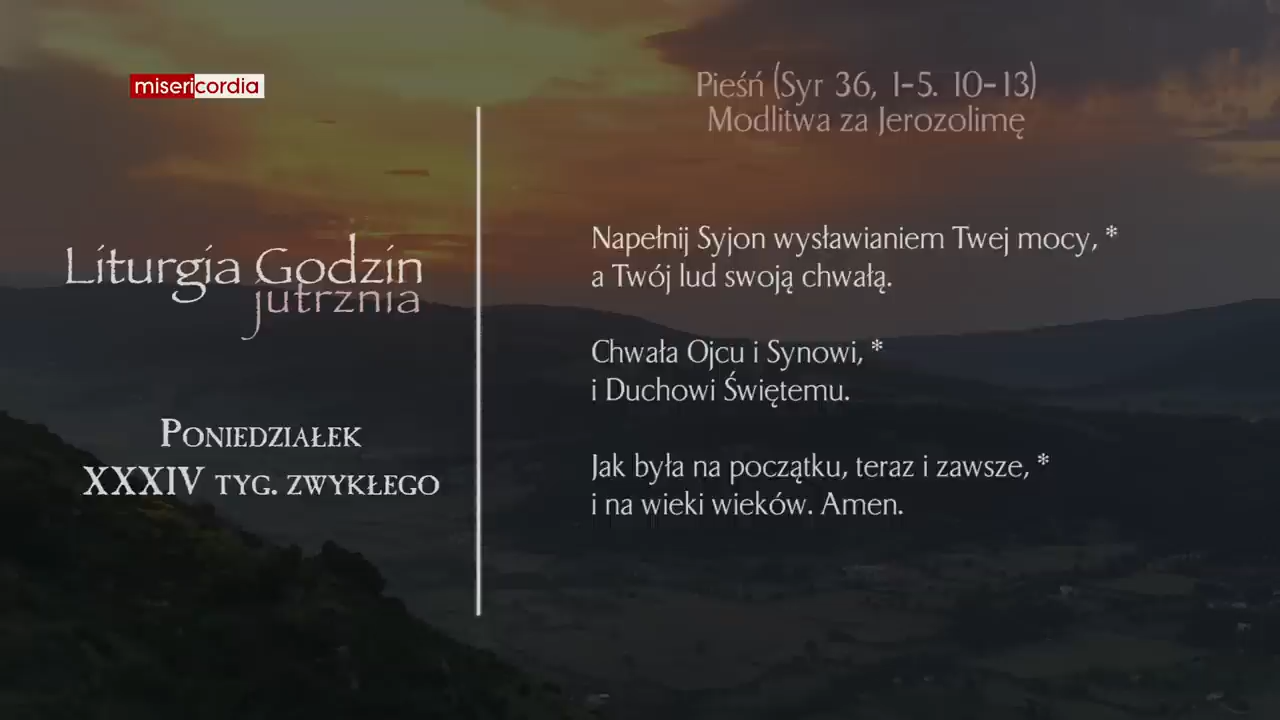 misericordia
Liturgia Godzin
jutrznia
Poniedziałek
XXXIV tyg. zwykłego
Pieśń (Syr 36, 1-5. 10-13)
Modlitwa za Jerozolimę
Napełnij Syjon wysławianiem Twej mocy, *
a Twój lud swoją chwałą.
Chwała Ojcu i Synowi, *
i Duchowi Świętemu.
Jak była na początku, teraz i zawsze, *
i na wieki wieków. Amen.